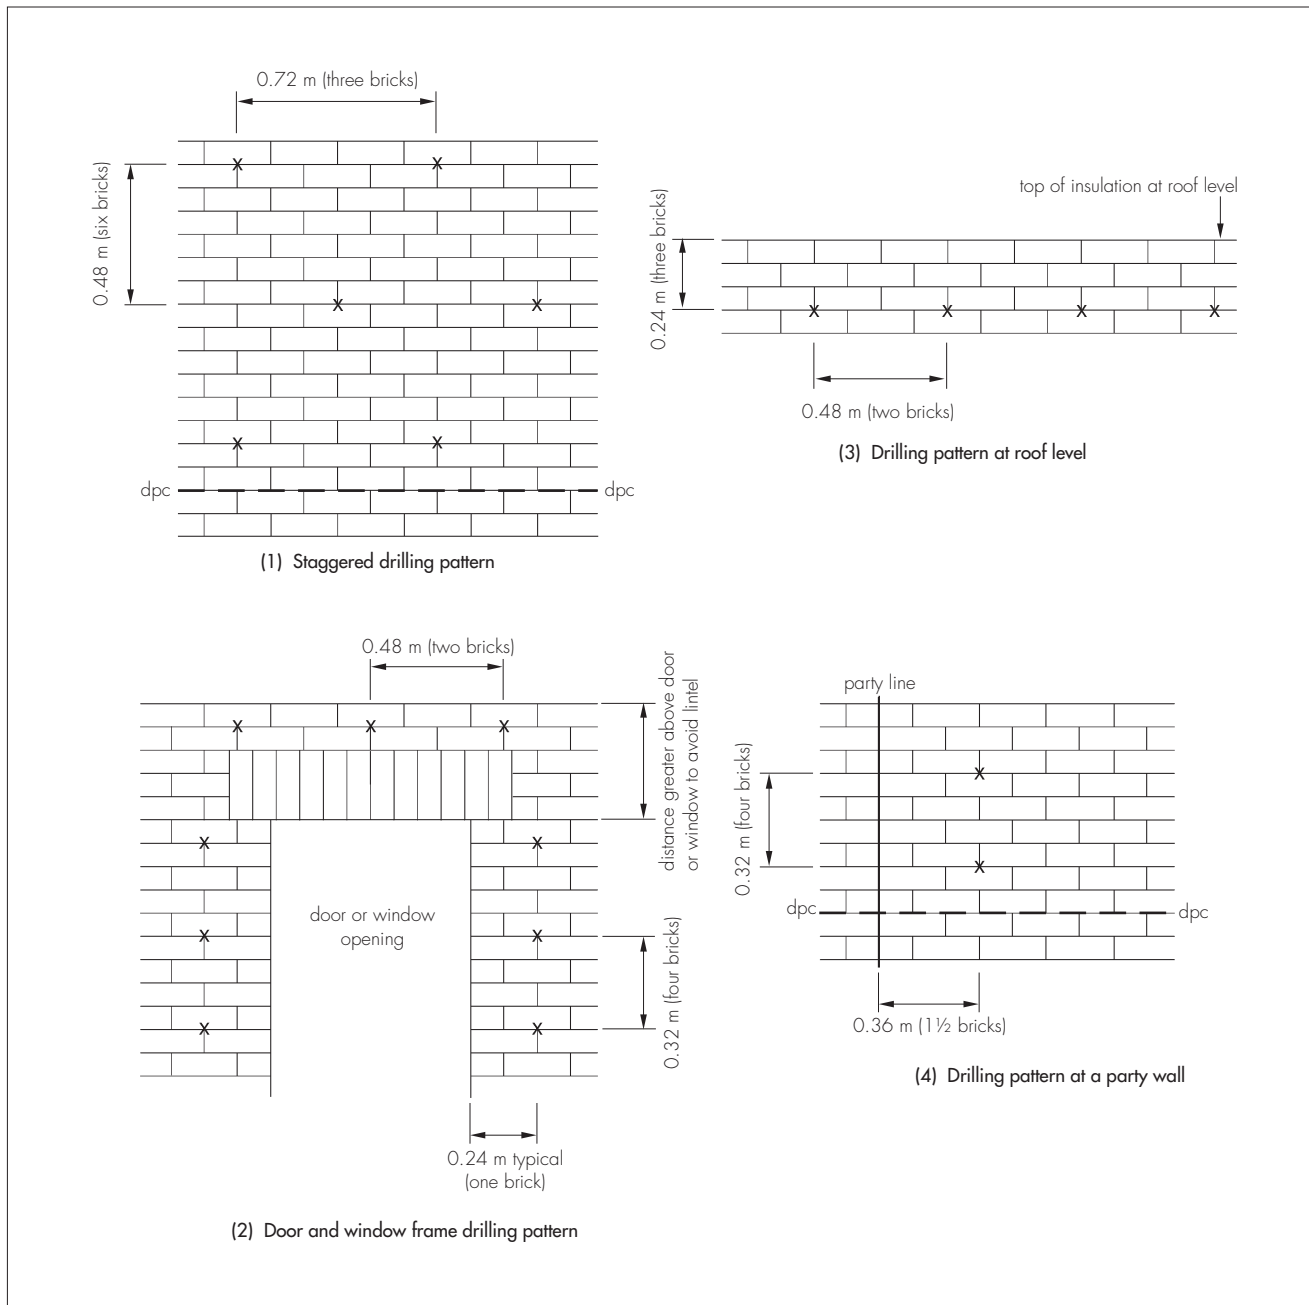 0.72 m (three bricks)
0.48 m (six bricks)
x x
x x
x x
dpc dpc
(1) Staggered drilling pattern
top of insulation at roof level
0.24 m (three bricks)
x x x x
0.48 m (two bricks)
(3) Drilling pattern at roof level
0.48 m (two bricks)
distance greater above door
or window to avoid lintel
x x x
x x
door or window
opening
x x
0.32 m (four bricks)
x x
0.24 m typical
(one brick)
(2) Door and window frame drilling pattern
party line
0.32 m (four bricks)
x
x
dpc dpc
0.36 m (1½ bricks)
(4) Drilling pattern at a party wall